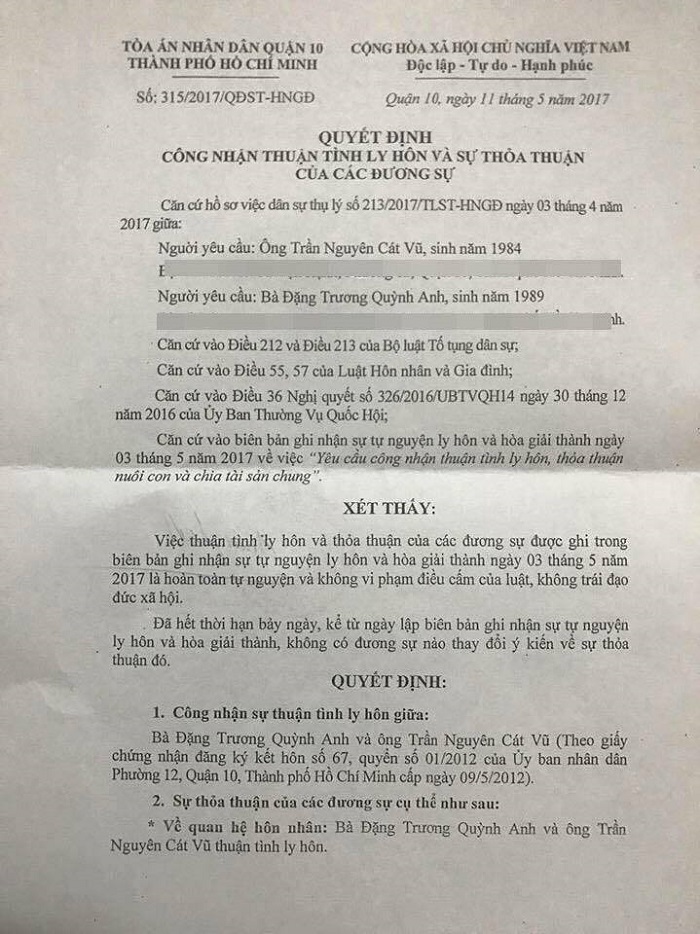 TÒA ÁN NHÂN DÂN QUẬN 10
THÀNH PHỐ HỒ CHÍ MINH
Số: 315/2017/QĐST-HNGĐ
CỘNG HÒA XÃ HỘI CHỦ NGHĨA VIỆT NAM
Độc lập - Tự do - Hạnh phúc
Quận 10, ngày 11 tháng 5 năm 2017
QUYẾT ĐỊNH
CÔNG NHẬN THUẬN TÌNH LY HÔN VÀ SỰ THỎA THUẬN
CỦA CÁC ĐƯƠNG SỰ
Căn cứ hồ sơ việc dân sự thụ lý số 213/2017/TLST-HNGĐ ngày 03 tháng 4 năm
2017 giữa:
Người yêu cầu: Ông Trần Nguyên Cát Vũ, sinh năm 1984
Người yêu cầu: Bà Đặng Trương Quỳnh Anh, sinh năm 1989
nh.
Căn cứ vào Điều 212 và Điều 213 của Bộ luật Tố tụng dân sự;
Căn cứ vào Điều 55, 57 của Luật Hôn nhân và Gia đình;
Căn cứ vào Điều 36 Nghị quyết số 326/2016/UBTVQH14 ngày 30 tháng 12
năm 2016 của Ủy Ban Thường Vụ Quốc Hội;
Căn cứ vào biên bản ghi nhận sự tự nguyện ly hôn và hòa giải thành ngày
03 tháng 5 năm 2017 về việc “Yêu cầu công nhận thuận tình ly hôn, thỏa thuận
nuôi con và chia tài sản chung”.
XÉT THẤY:
Việc thuận tình ly hôn và thỏa thuận của các đương sự được ghi trong
biên bản ghi nhận sự tự nguyện ly hôn và hòa giải thành ngày 03 tháng 5 năm
2017 là hoàn toàn tự nguyện và không vi phạm điều cấm của luật, không trái đạo
đức xã hội.
Đã hết thời hạn bảy ngày, kể từ ngày lập biên bản ghi nhận sự tự nguyện
ly hôn và hòa giải thành, không có đương sự nào thay đổi ý kiến về sự thỏa
thuận đó.
QUYẾT ĐỊNH:
1. Công nhận sự thuận tình ly hôn giữa:
Bà Đặng Trương Quỳnh Anh và ông Trần Nguyên Cát Vũ (Theo giấy
chứng nhận đăng ký kết hôn số 67, quyển số 01/2012 của Ủy ban nhân dân
Phường 12, Quận 10, Thành phố Hồ Chí Minh cấp ngày 09/5/2012).
2. Sự thỏa thuận của các đương sự cụ thể như sau:
* Về quan hệ hôn nhân: Bà Đặng Trương Quỳnh Anh và ông Trần
Nguyên Cát Vũ thuận tình ly hôn.